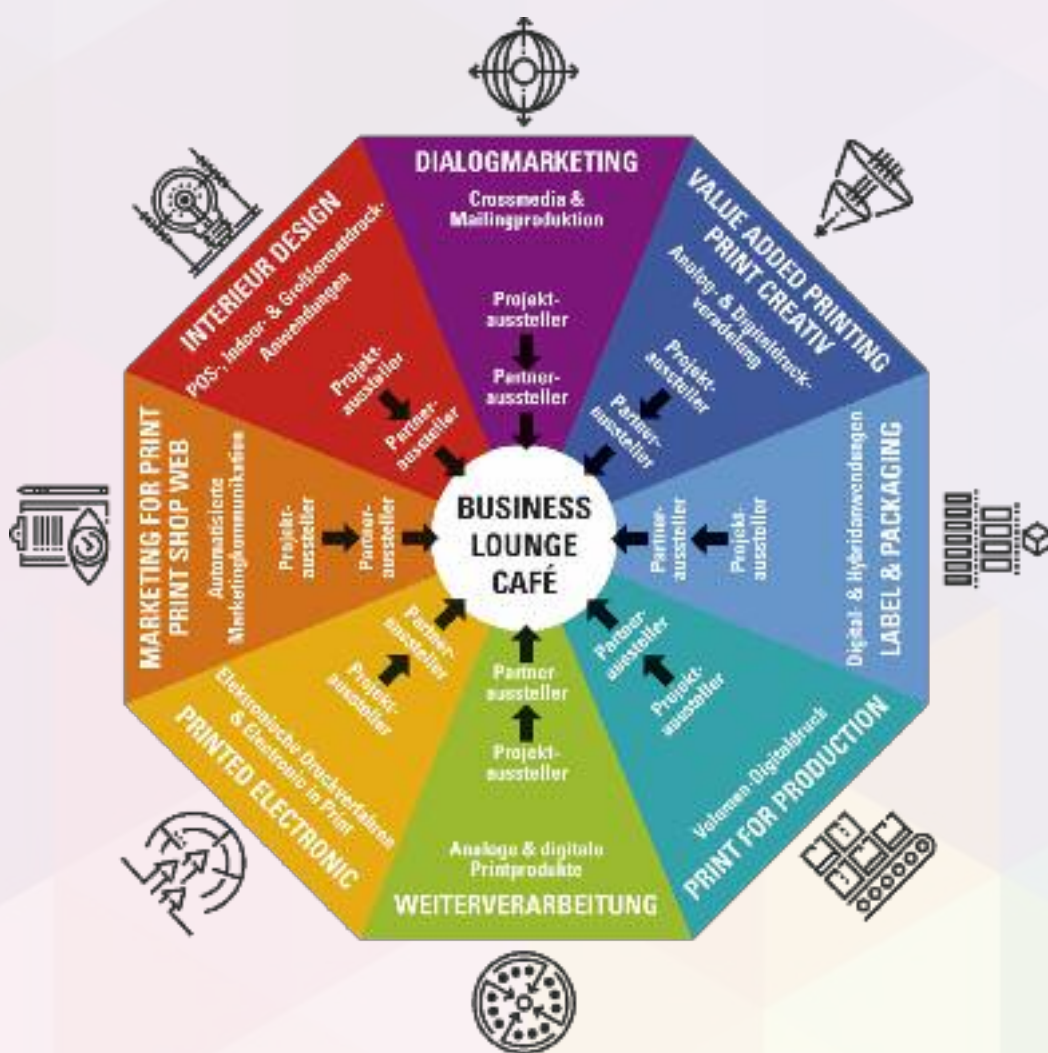 DIALOGMARKETING
Crossmedia &
Mailingproduktion
Projekt-
aussteller
Partner-
aussteller
VALUE ADDED PRINTING
PRINT CREATIV
Analog- & Digitaldruck-
veredelung
Projekt-
aussteller
Partner-
aussteller
LABEL & PACKAGING
Digital- & Hybridanwendungen
Projekt-
aussteller
Partner-
aussteller
PRINT FOR PRODUCTION
Volumen-Digitaldruck
Projekt-
aussteller
Partner-
aussteller
Partner-
aussteller
Projekt-
aussteller
Analoge & digitale
Printprodukte
WEITERVERARBEITUNG
Partner-
aussteller
Projekt-
aussteller
Elektronische Druckverfahren
& Electronic in Print
PRINTED ELECTRONIC
MARKETING FOR PRINT
PRINT SHOP WEB
Automatisierte
Marketingkommunikation
Projekt-
aussteller
Partner-
aussteller
INTERIEUR DESIGN
POS-, Indoor- & Großformatdruck-
Anwendungen
Projekt-
aussteller
Partner-
aussteller
BUSINESS
LOUNGE
CAFÉ